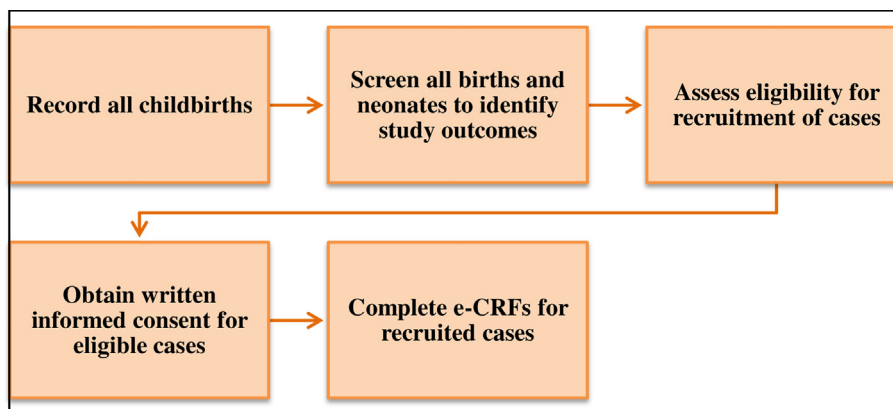 Record all childbirths
Screen all births and
neonates to identify
study outcomes
Assess eligibility for
recruitment of cases
Obtain written
informed consent for
eligible cases
Complete e-CRFs for
recruited cases